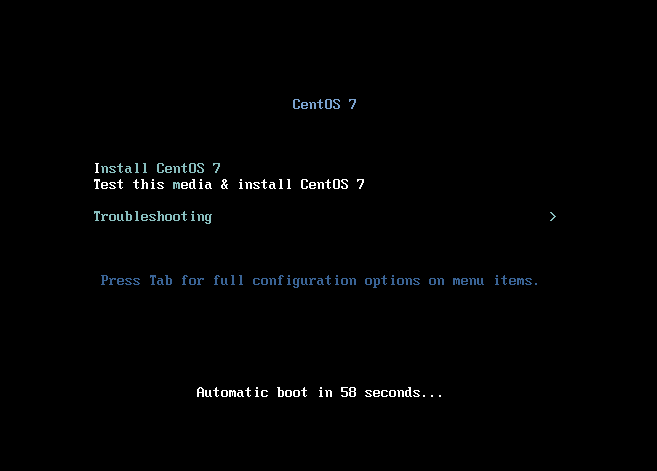 CentOS 7
Install CentOS 7
Test this media & install CentOS 7
Troubleshooting >
Press Tab for full configuration options on menu items.
Automatic boot in 58 seconds...